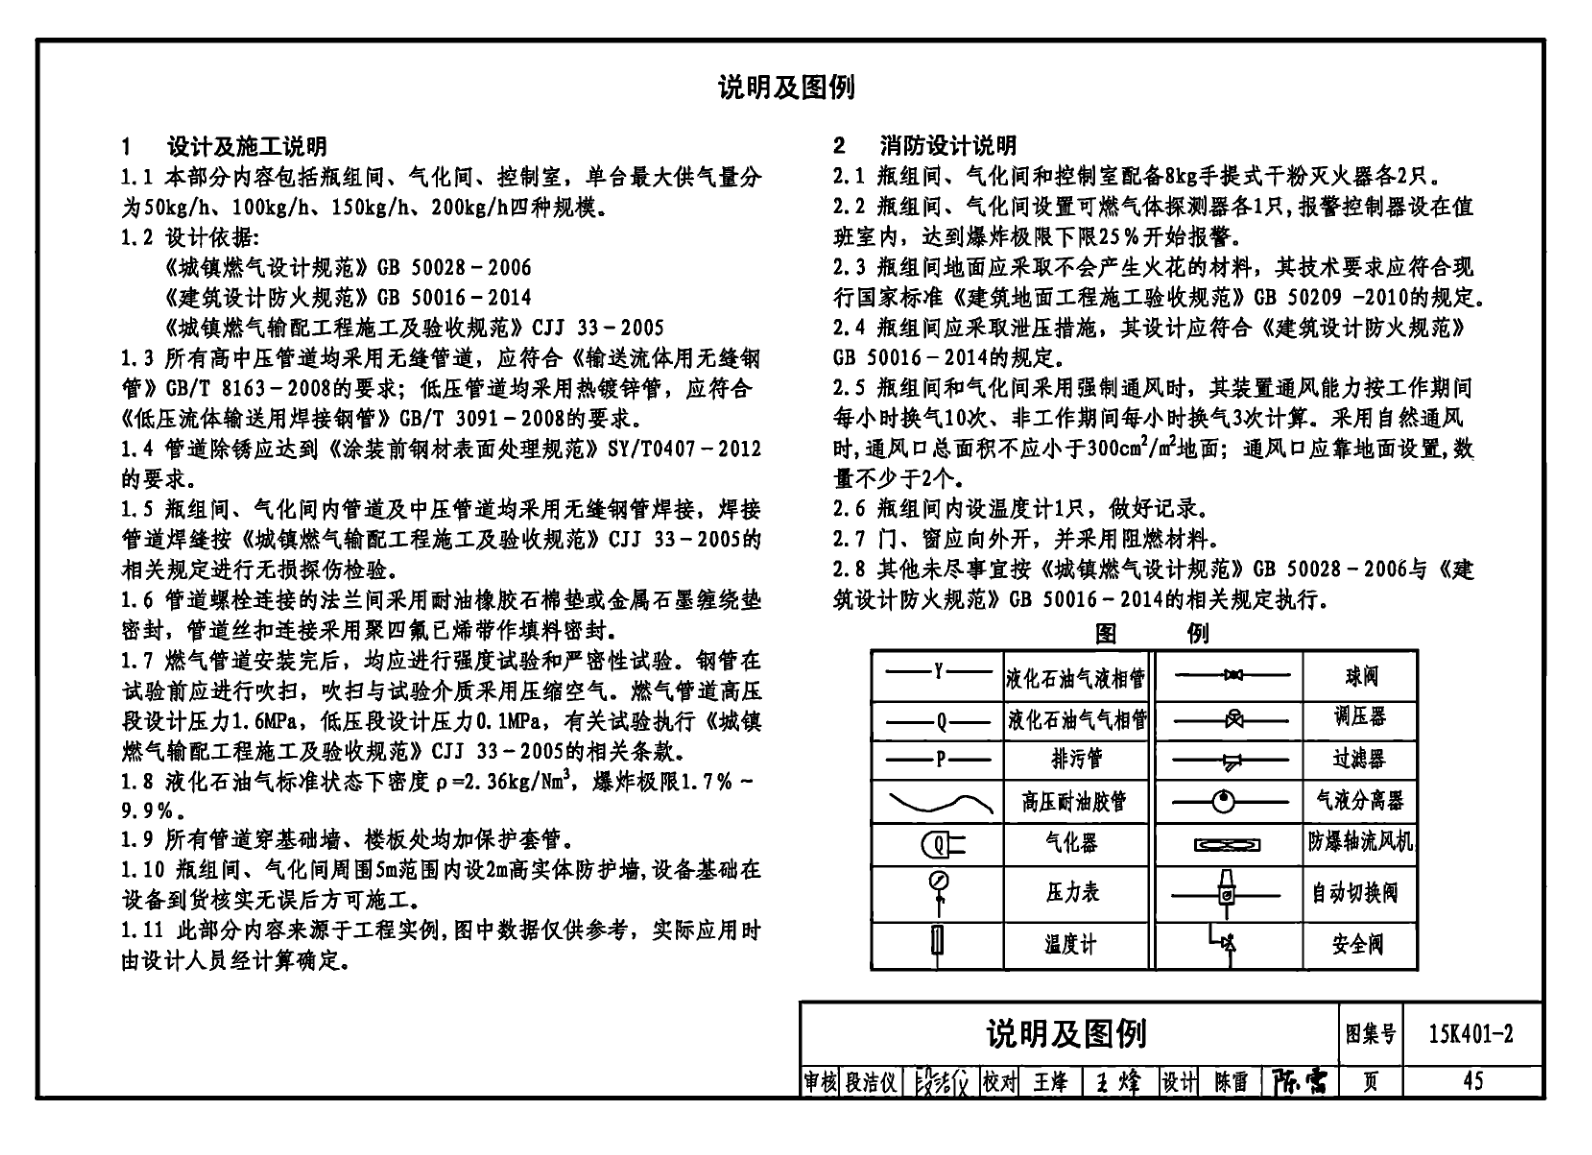 说明及图例
1 设计及施工说明
1.1 本部分内容包括瓶组间、气化间、控制室，单台最大供气量分
为50kg/h、100kg/h、150kg/h、200kg/h四种规模。
1.2 设计依据:
《城镇燃气设计规范》GB 50028-2006
《建筑设计防火规范》GB 50016-2014
《城镇燃气输配工程施工及验收规范》CJJ 33-2005
1.3 所有高中压管道均采用无缝管道，应符合《输送流体用无缝钢
管》GB/T 8163-2008的要求；低压管道均采用热镀锌管，应符合
《低压流体输送用焊接钢管》GB/T 3091-2008的要求。
1.4 管道除锈应达到《涂装前钢材表面处理规范》SY/T0407-2012
的要求。
1.5 瓶组间、气化间内管道及中压管道均采用无缝钢管焊接，焊接
管道焊缝按《城镇燃气输配工程施工及验收规范》CJJ 33-2005的
相关规定进行无损探伤检验。
1.6 管道螺栓连接的法兰间采用耐油橡胶石棉垫或金属石墨缠绕垫
密封，管道丝扣连接采用聚四氟已烯带作填料密封。
1.7 燃气管道安装完后，均应进行强度试验和严密性试验。钢管在
试验前应进行吹扫，吹扫与试验介质采用压缩空气。燃气管道高压
段设计压力1.6MPa，低压段设计压力0.1MPa，有关试验执行《城镇
燃气输配工程施工及验收规范》CJJ 33-2005的相关条款。
1.8 液化石油气标准状态下密度ρ=2.36kg/Nm³，爆炸极限1.7%~
9.9%。
1.9 所有管道穿基础墙、楼板处均加保护套管。
1.10 瓶组间、气化间周围5m范围内设2m高实体防护墙,设备基础在
设备到货核实无误后方可施工。
1.11 此部分内容来源于工程实例,图中数据仅供参考，实际应用时
由设计人员经计算确定。
2 消防设计说明
2.1 瓶组间、气化间和控制室配备8kg手提式干粉灭火器各2只。
2.2 瓶组间、气化间设置可燃气体探测器各1只,报警控制器设在值
班室内，达到爆炸极限下限25%开始报警。
2.3 瓶组间地面应采取不会产生火花的材料，其技术要求应符合现
行国家标准《建筑地面工程施工验收规范》GB 50209 -2010的规定。
2.4 瓶组间应采取泄压措施，其设计应符合《建筑设计防火规范》
GB 50016-2014的规定。
2.5 瓶组间和气化间采用强制通风时，其装置通风能力按工作期间
每小时换气10次、非工作期间每小时换气3次计算。采用自然通风
时,通风口总面积不应小于300cm²/m²地面；通风口应靠地面设置,数
量不少于2个。
2.6 瓶组间内设温度计1只，做好记录。
2.7 门、窗应向外开，并采用阻燃材料。
2.8 其他未尽事宜按《城镇燃气设计规范》GB 50028-2006与《建
筑设计防火规范》GB 50016-2014的相关规定执行。
图 例
Y 液化石油气液相管 球阀
Q 液化石油气气相管 调压器
P 排污管 过滤器
高压耐油胶管 气液分离器
Q 气化器 防爆轴流风机
压力表 自动切换阀
温度计 安全阀
说明及图例 图集号 15K401-2
审核 段洁仪 段洁仪 校对 王烽 王烽 设计 陈雷 陈雷 页 45